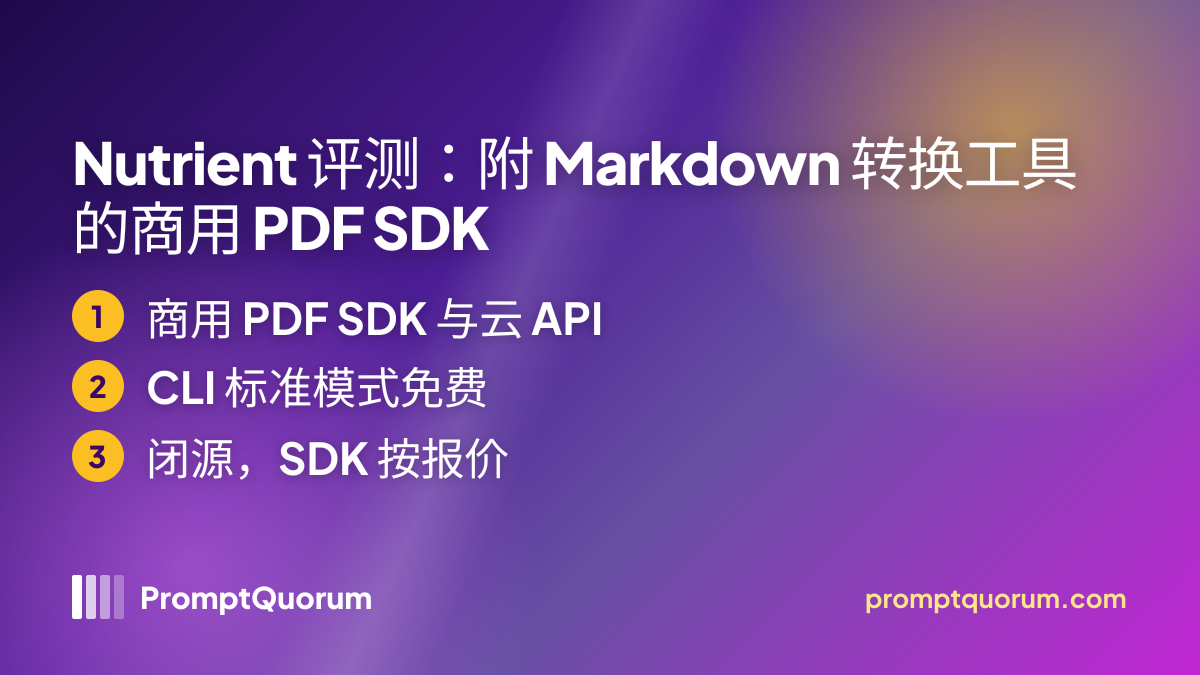 Nutrient 评测：附 Markdown 转换工具
的商用 PDF SDK
1 商用 PDF SDK 与云 API
2 CLI 标准模式免费
3 闭源，SDK 按报价
PromptQuorum
promptquorum.com